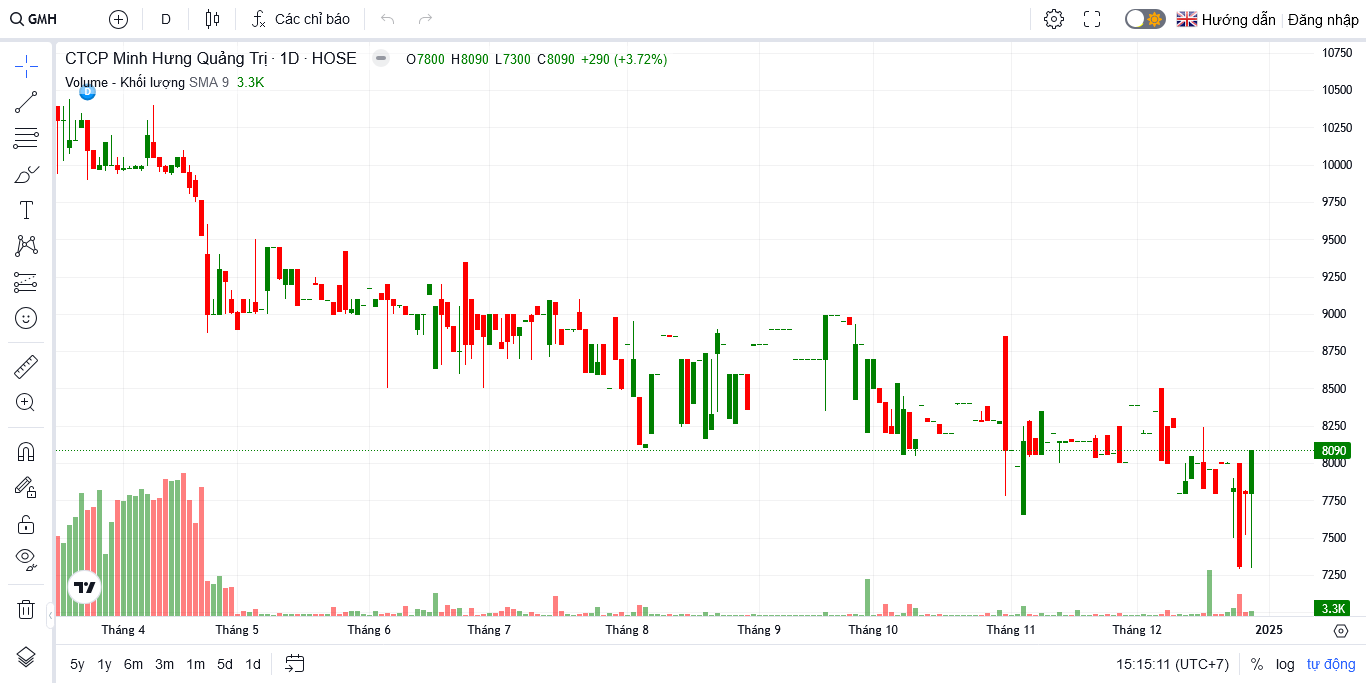 GMH
D
Các chỉ báo
Hướng dẫn
Đăng nhập
CTCP Minh Hưng Quảng Trị · 1D · HOSE
O7800 H8090 L7300 C8090 +290 (+3.72%)
Volume - Khối lượng SMA 9 3.3K
D
10750
10500
10250
10000
9750
9500
9250
9000
8750
8500
8250
8090
8000
7750
7500
7250
3.3K
Tháng 4 Tháng 5 Tháng 6 Tháng 7 Tháng 8 Tháng 9 Tháng 10 Tháng 11 Tháng 12 2025
5y 1y 6m 3m 1m 5d 1d
15:15:11 (UTC+7) % log tự động